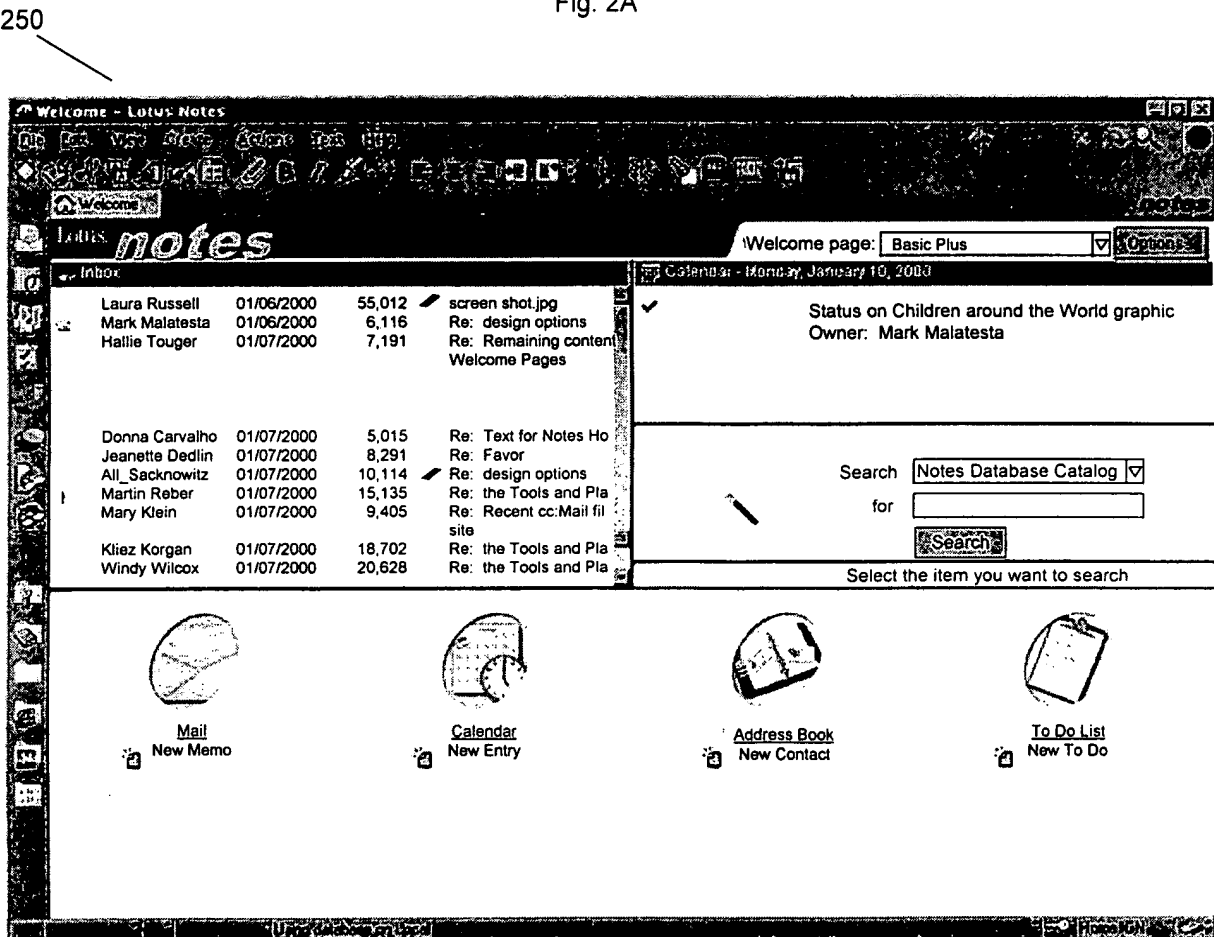 Fig. 2A
250
Welcome - Lotus Notes
File Edit View Create Actions Tools Help
Welcome
notes
Lotus notes
Welcome page: Basic Plus Options
Inbox
Laura Russell 01/06/2000 55,012 screen shot.jpg
Mark Malatesta 01/06/2000 6,116 Re: design options
Hallie Touger 01/07/2000 7,191 Re: Remaining content
Welcome Pages
Donna Carvalho 01/07/2000 5,015 Re: Text for Notes Ho
Jeanette Dedlin 01/07/2000 8,291 Re: Favor
All_Sacknowitz 01/07/2000 10,114 Re: design options
Martin Reber 01/07/2000 15,135 Re: the Tools and Pla
Mary Klein 01/07/2000 9,405 Re: Recent cc:Mail fil
site
Kliez Korgan 01/07/2000 18,702 Re: the Tools and Pla
Windy Wilcox 01/07/2000 20,628 Re: the Tools and Pla
Calendar - Monday, January 10, 2000
Status on Children around the World graphic
Owner: Mark Malatesta
Search Notes Database Catalog
for
Search
Select the item you want to search
Mail
New Memo
Calendar
New Entry
Address Book
New Contact
To Do List
New To Do